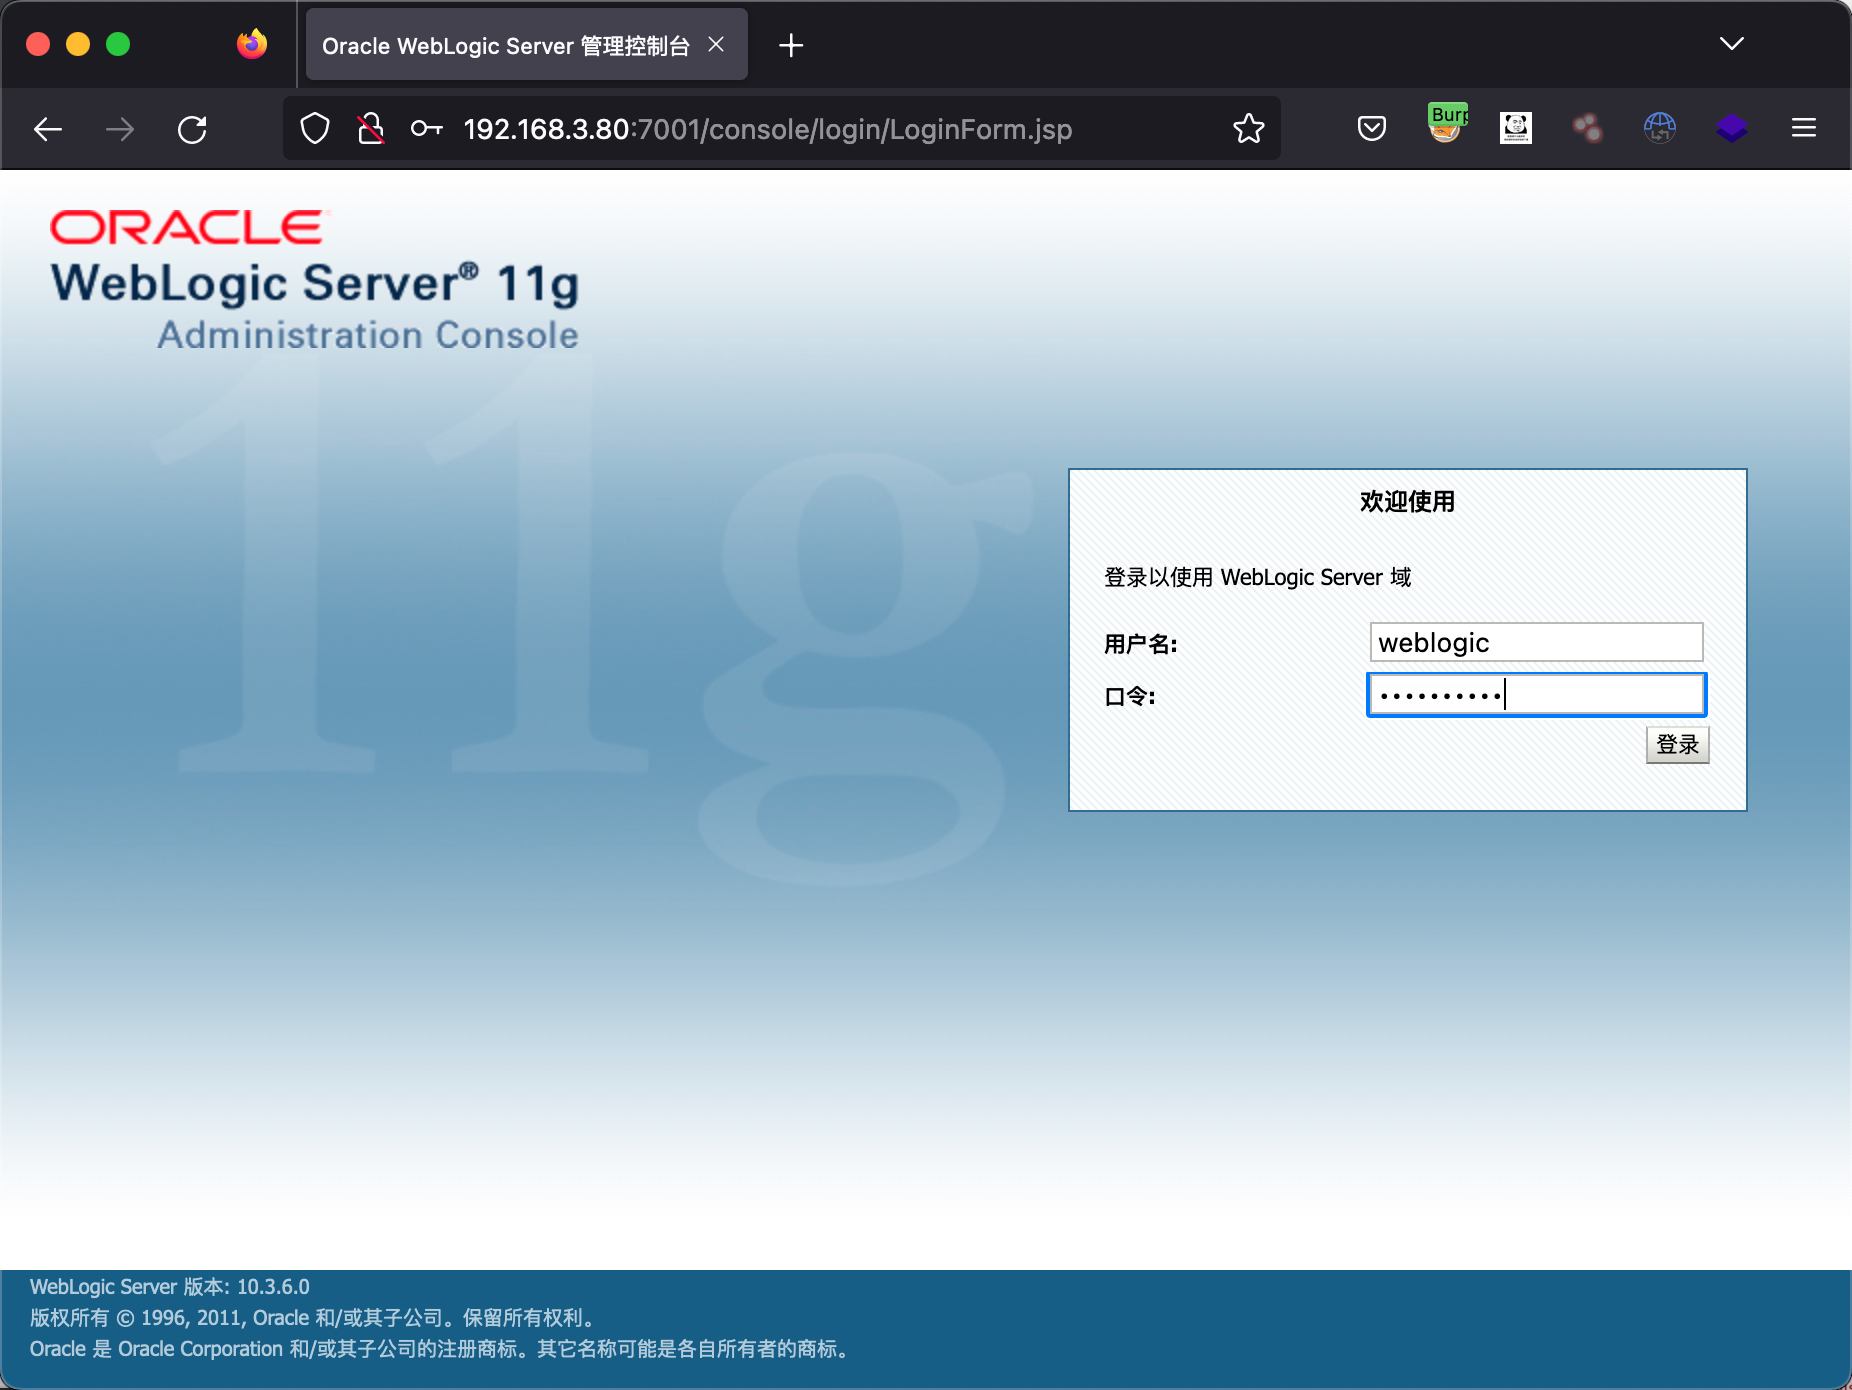 Oracle WebLogic Server 管理控制台
192.168.3.80:7001/console/login/LoginForm.jsp
Burp
ORACLE
WebLogic Server® 11g
Administration Console
11g
欢迎使用
登录以使用 WebLogic Server 域
用户名: weblogic
口令: ••••••••••
登录
WebLogic Server 版本: 10.3.6.0
版权所有 © 1996, 2011, Oracle 和/或其子公司。保留所有权利。
Oracle 是 Oracle Corporation 和/或其子公司的注册商标。其它名称可能是各自所有者的商标。